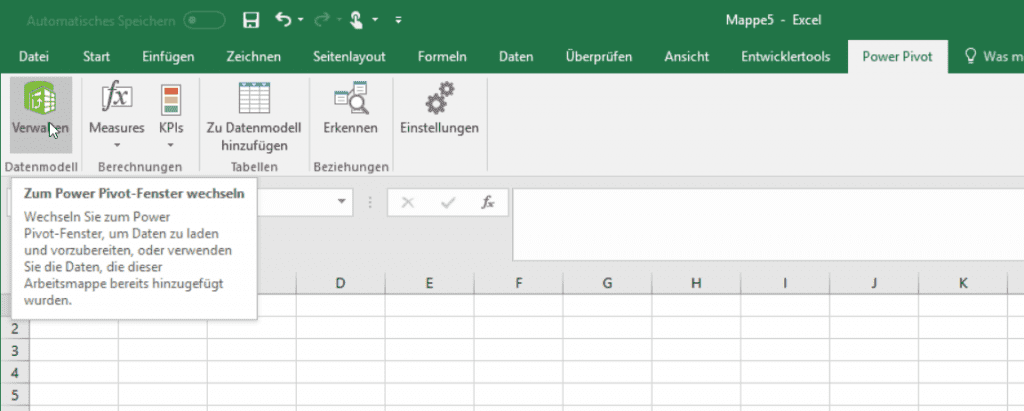 Automatisches Speichern
Mappe5 - Excel
Datei Start Einfügen Zeichnen Seitenlayout Formeln Daten Überprüfen Ansicht Entwicklertools Power Pivot Was m
Verwalten Measures KPIs Zu Datenmodell Erkennen Einstellungen
hinzufügen
Datenmodell Berechnungen Tabellen Beziehungen
Zum Power Pivot-Fenster wechseln
Wechseln Sie zum Power
Pivot-Fenster, um Daten zu laden
und vorzubereiten, oder verwenden
Sie die Daten, die dieser
Arbeitsmappe bereits hinzugefügt
wurden.
fx
D E F G H I J K
2
3
4
5